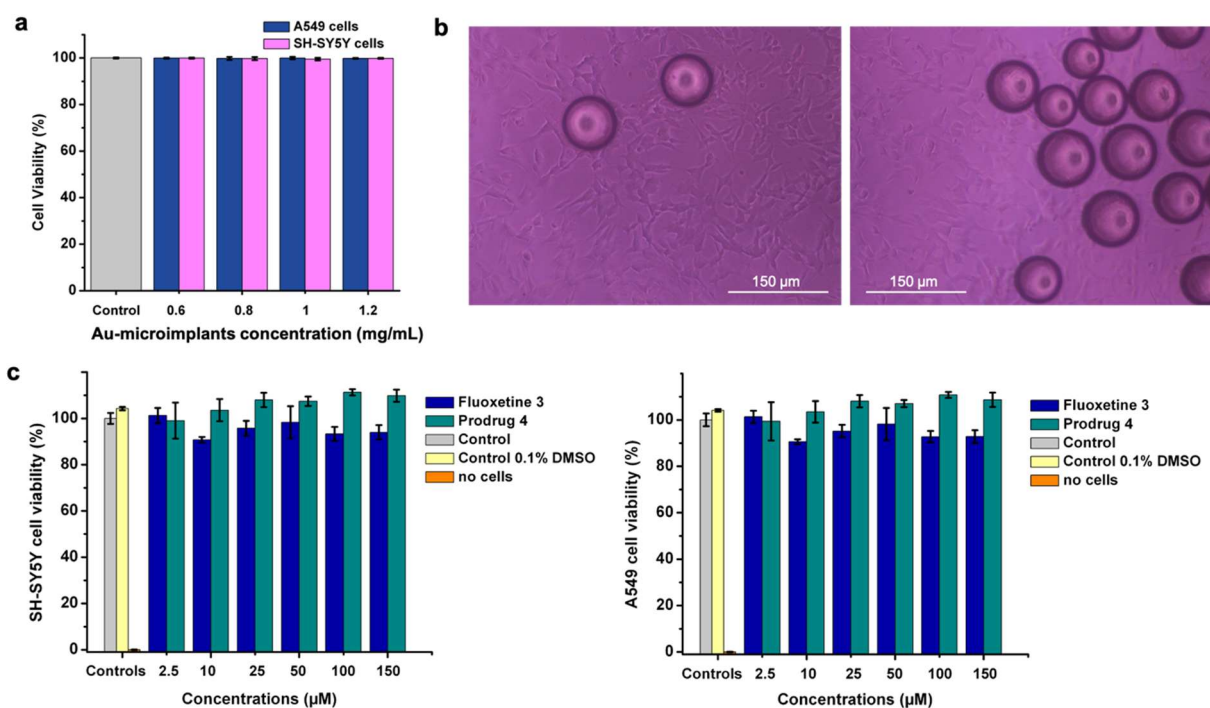 a
A549 cells
SH-SY5Y cells
100
80
60
40
20
0
Cell Viability (%)
Control 0.6 0.8 1 1.2
Au-microimplants concentration (mg/mL)
b
150 µm
150 µm
c
100
80
60
40
20
0
SH-SY5Y cell viability (%)
Controls 2.5 10 25 50 100 150
Concentrations (µM)
Fluoxetine 3
Prodrug 4
Control
Control 0.1% DMSO
no cells
100
80
60
40
20
0
A549 cell viability (%)
Controls 2.5 10 25 50 100 150
Concentrations (µM)
Fluoxetine 3
Prodrug 4
Control
Control 0.1% DMSO
no cells